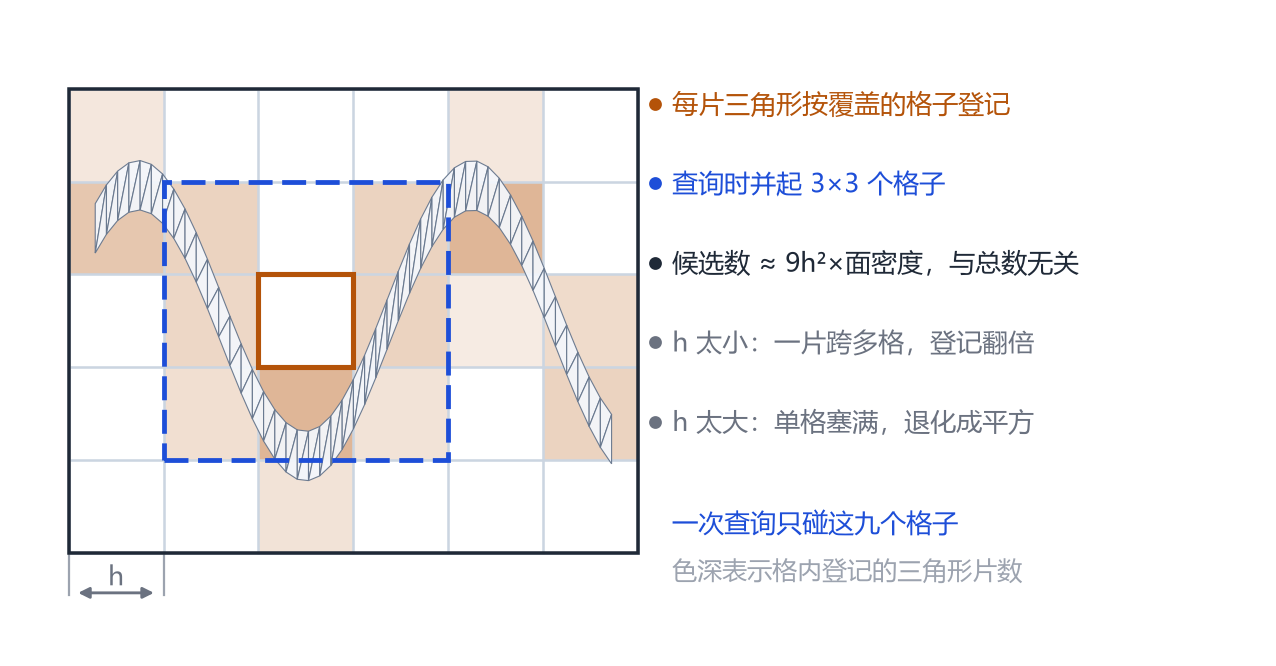 每片三角形按覆盖的格子登记
查询时并起 3×3 个格子
候选数 ≈ 9h²×面密度，与总数无关
h 太小：一片跨多格，登记翻倍
h 太大：单格塞满，退化成平方
一次查询只碰这九个格子
色深表示格内登记的三角形片数
h